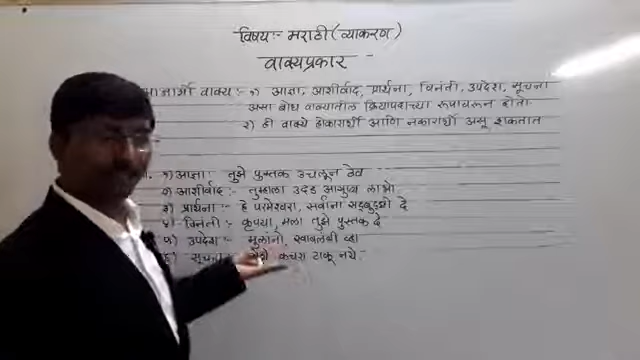 विषय:- मराठी (व्याकरण)
वाक्यप्रकार
आज्ञार्थी वाक्य:- १) आज्ञा, आशीर्वाद, प्रार्थना, विनंती, उपदेश, सूचना
असा बोध वाक्यातील क्रियापदाच्या रूपावरून होतो.
२) ही वाक्ये होकारार्थी आणि नकारार्थी असू शकतात
१) आज्ञा:- तुझे पुस्तक उचलून ठेव
२) आशीर्वाद:- तुम्हाला उदंड आयुष्य लाभो
३) प्रार्थना:- हे परमेश्वरा, सर्वांना सद्बुद्धी दे
४) विनंती:- कृपया, मला तुझे पुस्तक दे
५) उपदेश:- मुलांनो, स्वावलंबी व्हा
कचरा टाकू नये.